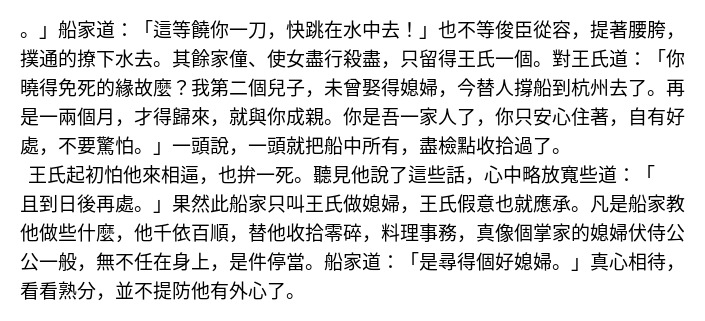 。」船家道：「這等饒你一刀，快跳在水中去！」也不等俊臣從容，提著腰胯，
撲通的撩下水去。其餘家僮、使女盡行殺盡，只留得王氏一個。對王氏道：「你
曉得免死的緣故麼？我第二個兒子，未曾娶得媳婦，今替人撐船到杭州去了。再
是一兩個月，才得歸來，就與你成親。你是吾一家人了，你只安心住著，自有好
處，不要驚怕。」一頭說，一頭就把船中所有，盡檢點收拾過了。
王氏起初怕他來相逼，也拚一死。聽見他說了這些話，心中略放寬些道：「
且到日後再處。」果然此船家只叫王氏做媳婦，王氏假意也就應承。凡是船家教
他做些什麼，他千依百順，替他收拾零碎，料理事務，真像個掌家的媳婦伏侍公
公一般，無不任在身上，是件停當。船家道：「是尋得個好媳婦。」真心相待，
看看熟分，並不提防他有外心了。